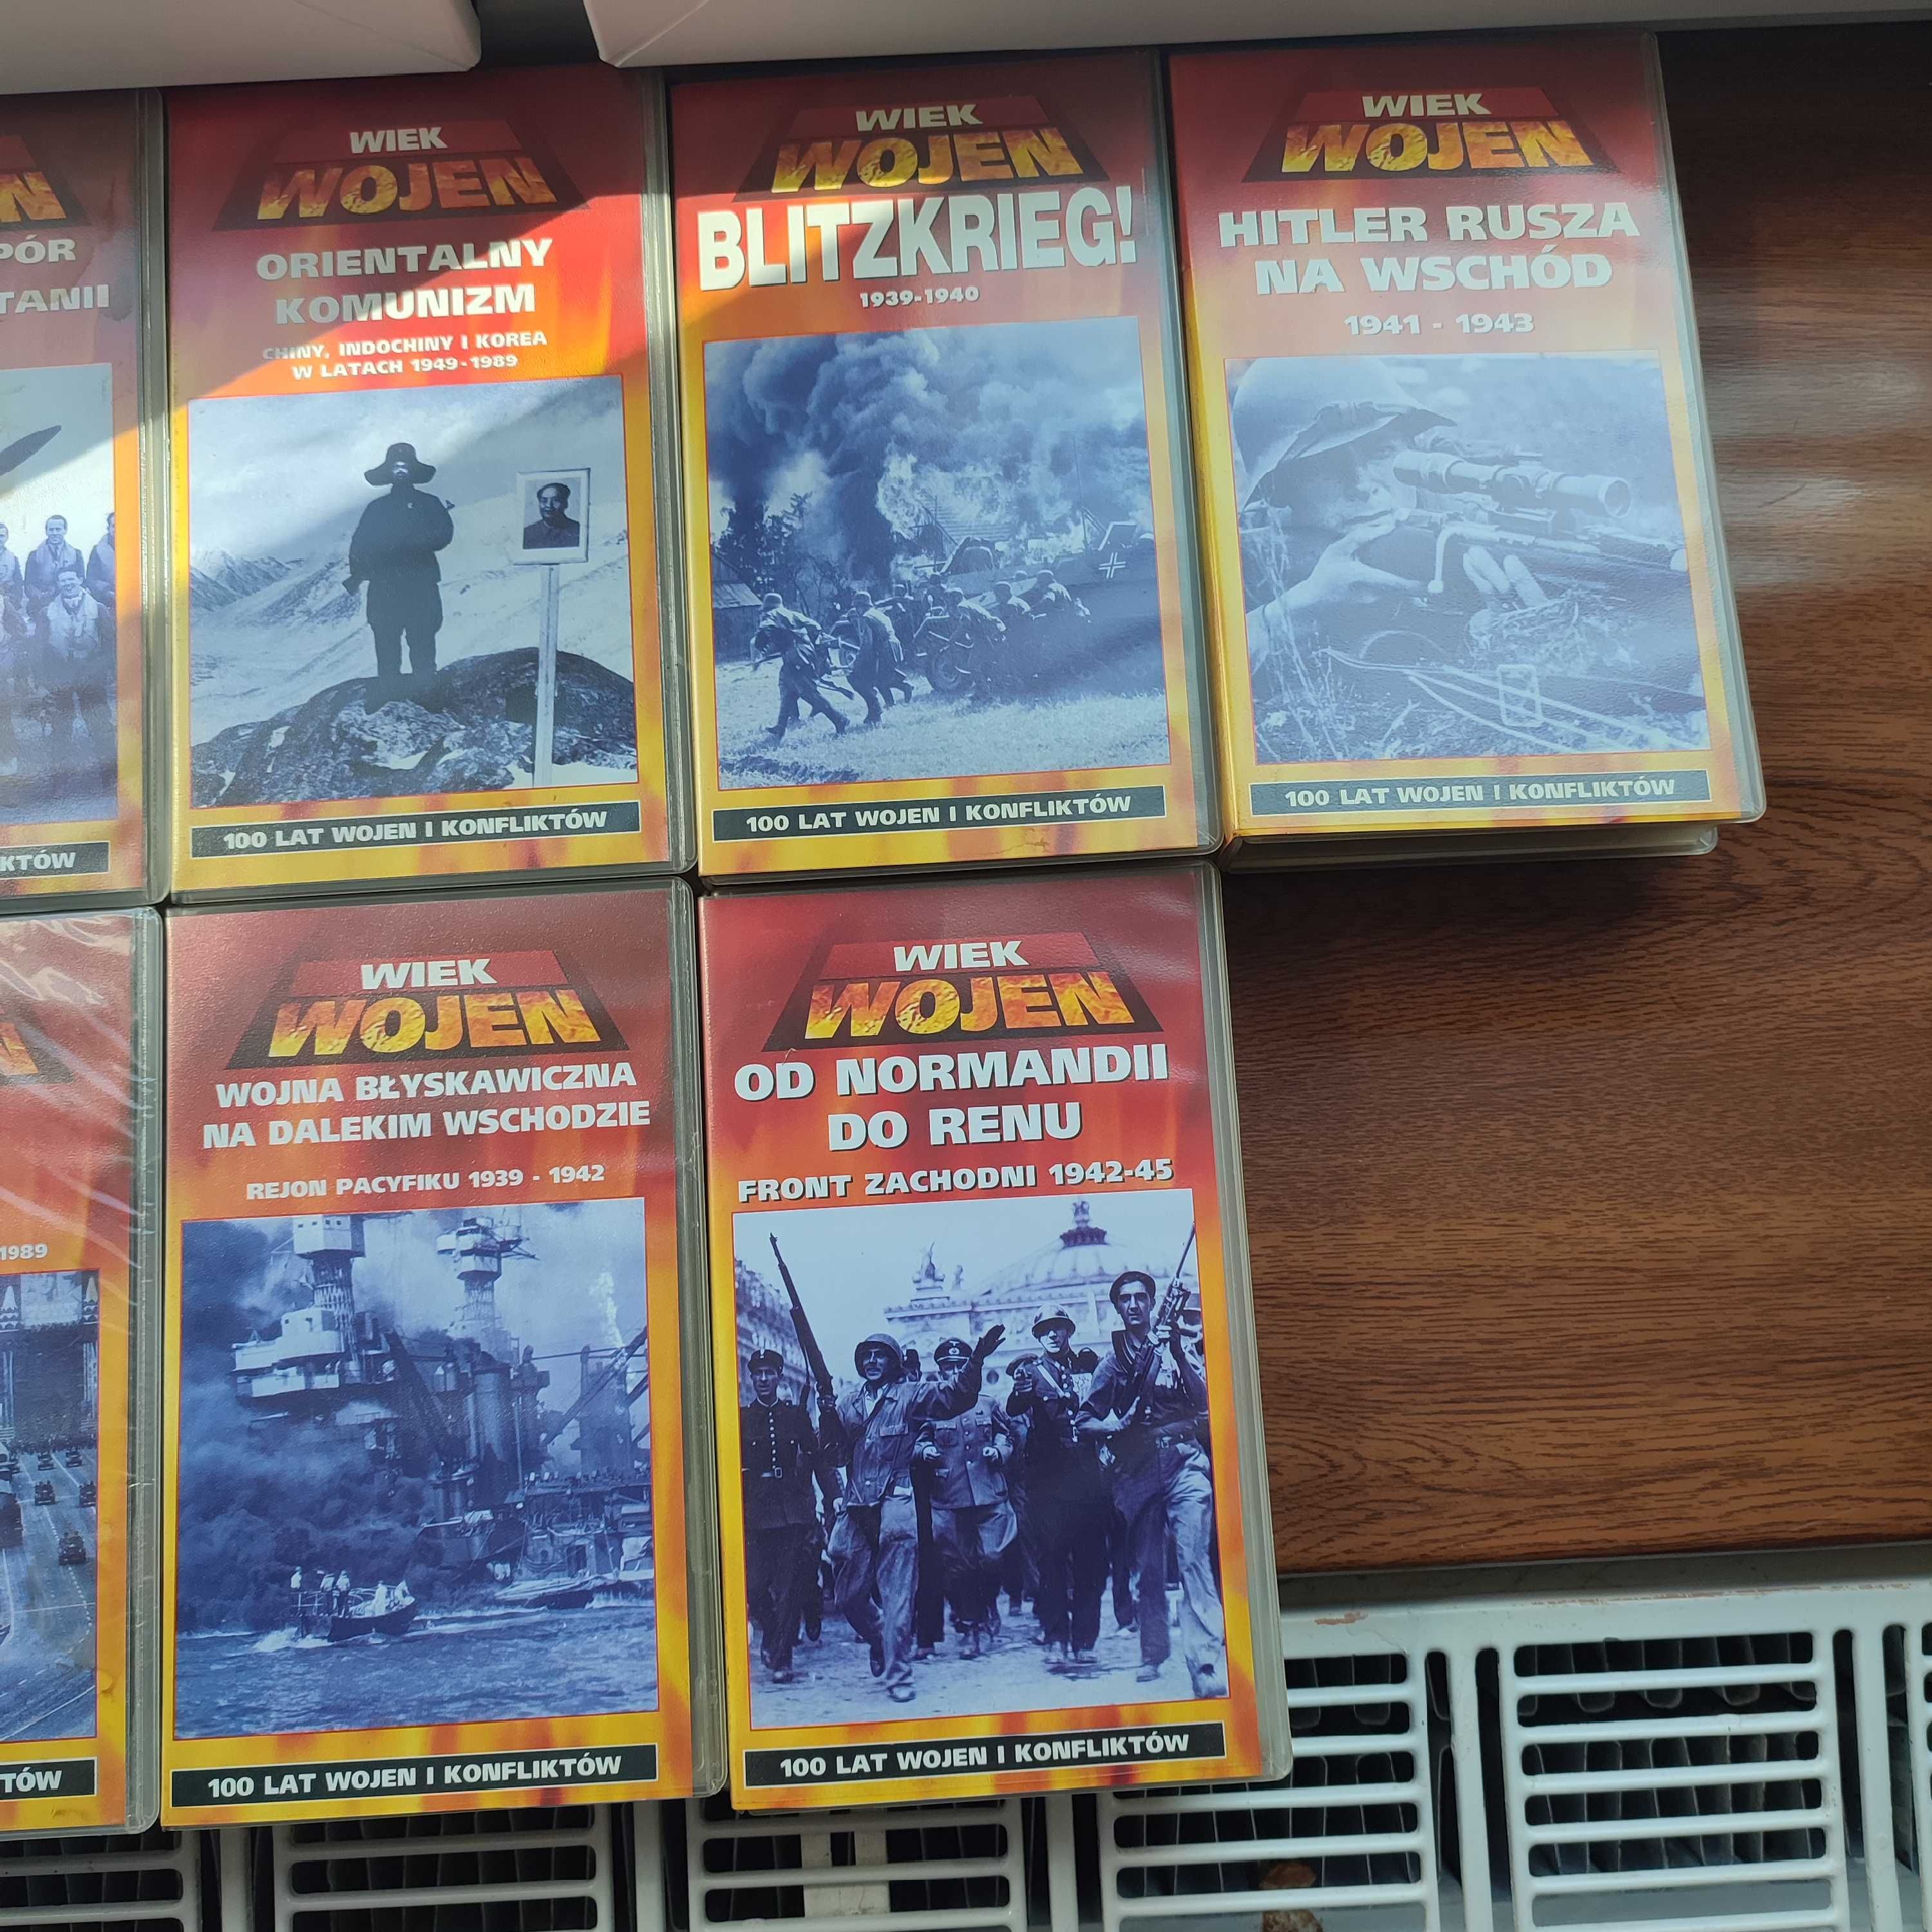 WIEK
WOJEN
ORIENTALNY
KOMUNIZM
CHINY, INDOCHINY I KOREA
W LATACH 1949-1989
100 LAT WOJEN I KONFLIKTÓW
WIEK
WOJEN
BLITZKRIEG!
1939-1940
100 LAT WOJEN I KONFLIKTÓW
WIEK
WOJEN
HITLER RUSZA
NA WSCHÓD
1941 - 1943
100 LAT WOJEN I KONFLIKTÓW
1989
WIEK
WOJEN
WOJNA BŁYSKAWICZNA
NA DALEKIM WSCHODZIE
REJON PACYFIKU 1939 - 1942
100 LAT WOJEN I KONFLIKTÓW
WIEK
WOJEN
OD NORMANDII
DO RENU
FRONT ZACHODNI 1942-45
100 LAT WOJEN I KONFLIKTÓW